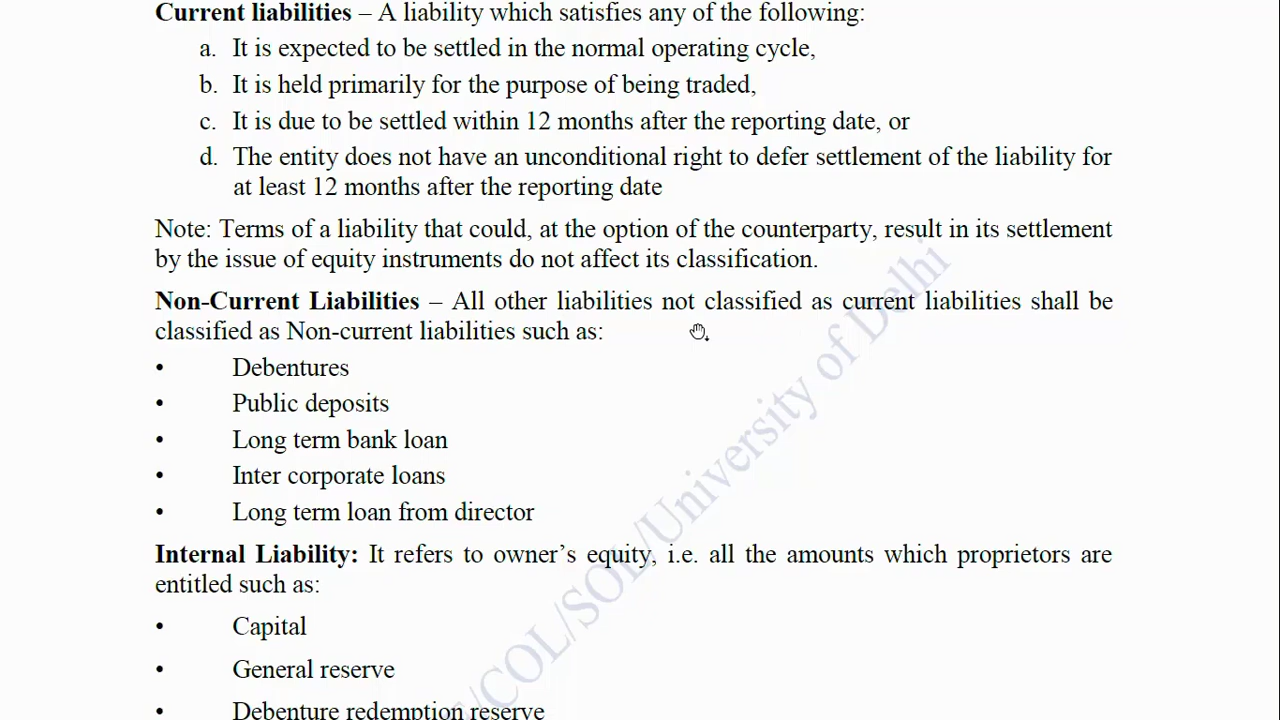 Current liabilities – A liability which satisfies any of the following:
a. It is expected to be settled in the normal operating cycle,
b. It is held primarily for the purpose of being traded,
c. It is due to be settled within 12 months after the reporting date, or
d. The entity does not have an unconditional right to defer settlement of the liability for
at least 12 months after the reporting date
Note: Terms of a liability that could, at the option of the counterparty, result in its settlement
by the issue of equity instruments do not affect its classification.
Non-Current Liabilities – All other liabilities not classified as current liabilities shall be
classified as Non-current liabilities such as:
• Debentures
• Public deposits
• Long term bank loan
• Inter corporate loans
• Long term loan from director
Internal Liability: It refers to owner's equity, i.e. all the amounts which proprietors are
entitled such as:
• Capital
• General reserve
• Debenture redemption reserve
/COL/SOL/University of Delhi